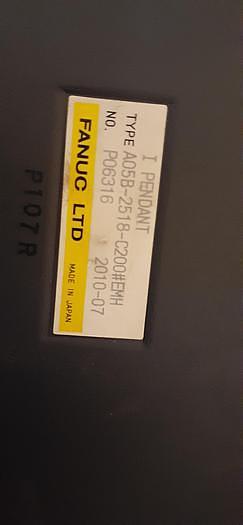 I PENDANT
TYPE A05B-2518-C200#EMH
NO. P06316 2010-07
FANUC LTD MADE IN JAPAN
P107R